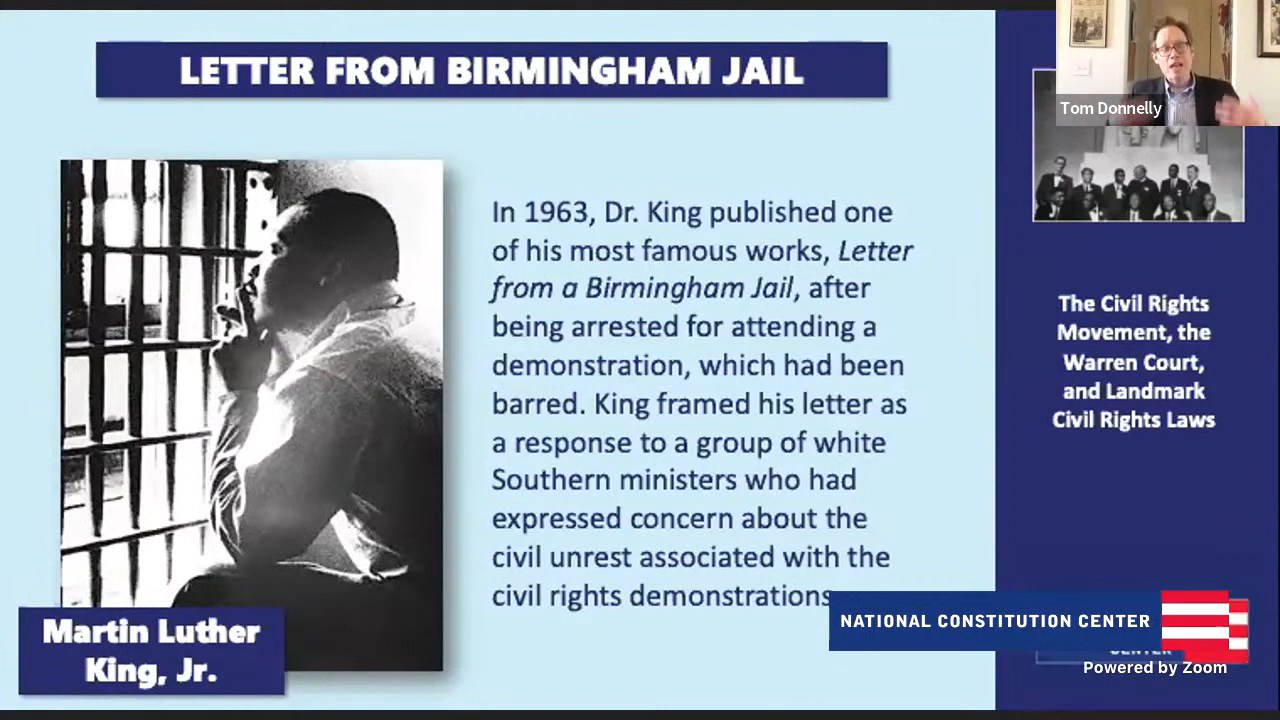 LETTER FROM BIRMINGHAM JAIL
Tom Donnelly
In 1963, Dr. King published one
of his most famous works, Letter
from a Birmingham Jail, after
being arrested for attending a
demonstration, which had been
barred. King framed his letter as
a response to a group of white
Southern ministers who had
expressed concern about the
civil unrest associated with the
civil rights demonstrations
The Civil Rights
Movement, the
Warren Court,
and Landmark
Civil Rights Laws
Martin Luther
King, Jr.
NATIONAL CONSTITUTION CENTER
CENTER
Powered by Zoom